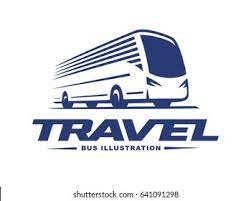 TRAVEL
BUS ILLUSTRATION
shutterstock.com · 641091298